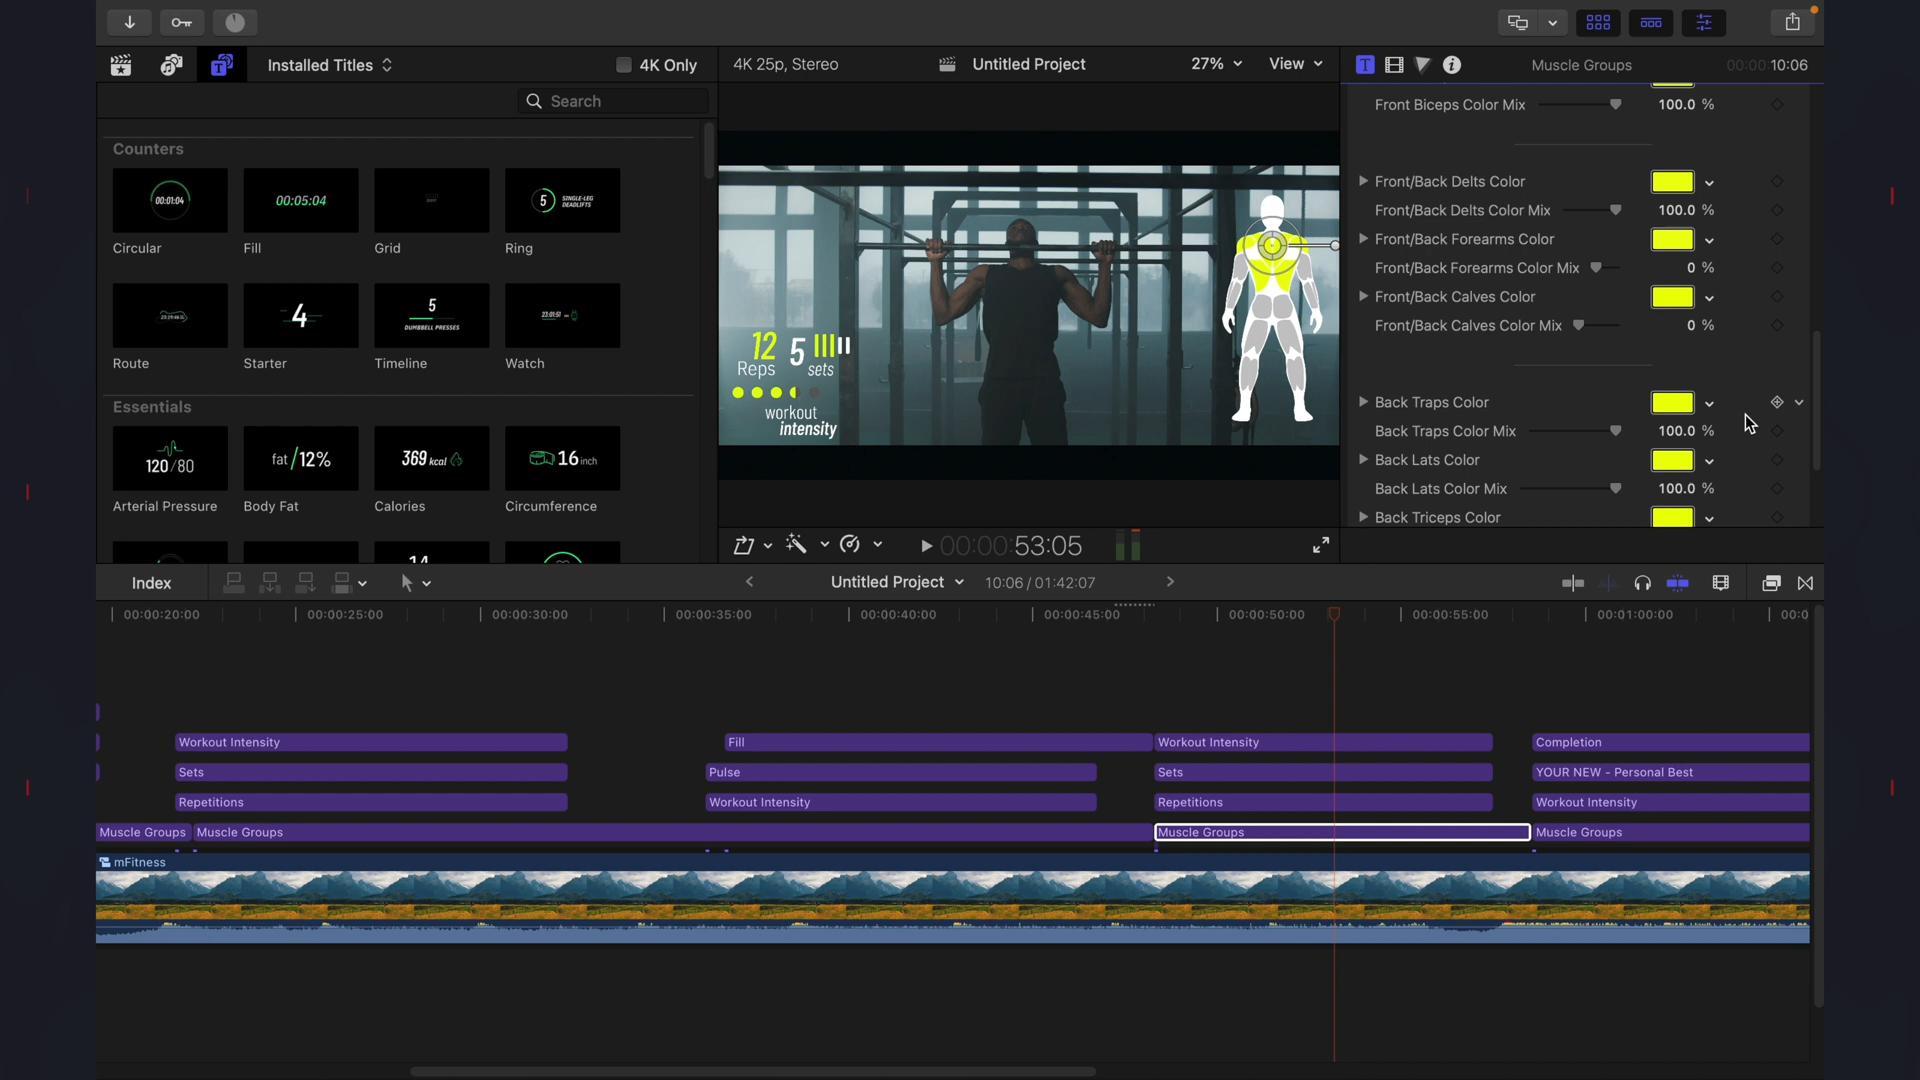 Installed Titles
4K Only
4K 25p, Stereo
Untitled Project
27%
View
Muscle Groups
00:00:10:06
Search
Counters
00:01:04
00:05:04
5 SINGLE-LEG
DEADLIFTS
Circular
Fill
Grid
Ring
4
5
DUMBBELL PRESSES
Route
Starter
Timeline
Watch
Essentials
120/80
fat/12%
369 kcal
16 inch
Arterial Pressure
Body Fat
Calories
Circumference
14
12
Reps
5
sets
workout
intensity
00:00:53:05
Front Biceps Color Mix
100.0 %
Front/Back Delts Color
Front/Back Delts Color Mix
100.0 %
Front/Back Forearms Color
Front/Back Forearms Color Mix
0 %
Front/Back Calves Color
Front/Back Calves Color Mix
0 %
Back Traps Color
Back Traps Color Mix
100.0 %
Back Lats Color
Back Lats Color Mix
100.0 %
Back Triceps Color
Index
Untitled Project
10:06 / 01:42:07
00:00:20:00
00:00:25:00
00:00:30:00
00:00:35:00
00:00:40:00
00:00:45:00
00:00:50:00
00:00:55:00
00:01:00:00
00:0
Workout Intensity
Fill
Workout Intensity
Completion
Sets
Pulse
Sets
YOUR NEW - Personal Best
Repetitions
Workout Intensity
Repetitions
Workout Intensity
Muscle Groups
Muscle Groups
Muscle Groups
Muscle Groups
mFitness